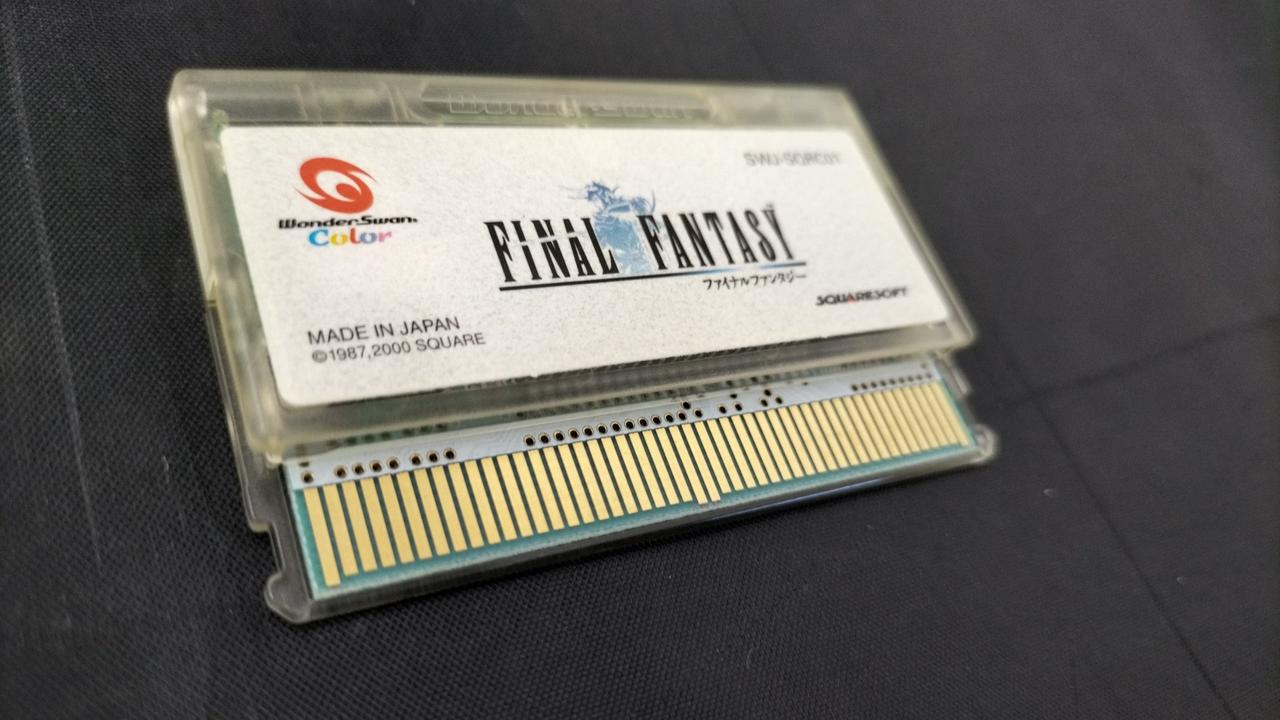 WonderSwan
Color
SWJ-SQRC01
FINAL FANTASY
ファイナルファンタジー
SQUARESOFT
MADE IN JAPAN
©1987,2000 SQUARE